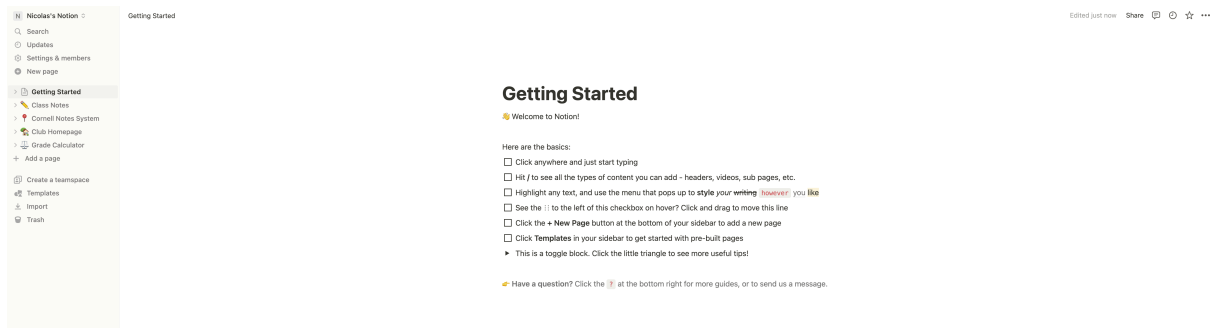 N Nicolas's Notion
Search
Updates
Settings & members
New page
Getting Started
Class Notes
Cornell Notes System
Club Homepage
Grade Calculator
Add a page
Create a teamspace
Templates
Import
Trash
Getting Started
Edited just now Share
Getting Started
👋 Welcome to Notion!
Here are the basics:
Click anywhere and just start typing
Hit / to see all the types of content you can add - headers, videos, sub pages, etc.
Highlight any text, and use the menu that pops up to style your writing however you like
See the ⋮⋮ to the left of this checkbox on hover? Click and drag to move this line
Click the + New Page button at the bottom of your sidebar to add a new page
Click Templates in your sidebar to get started with pre-built pages
This is a toggle block. Click the little triangle to see more useful tips!
👉 Have a question? Click the ? at the bottom right for more guides, or to send us a message.